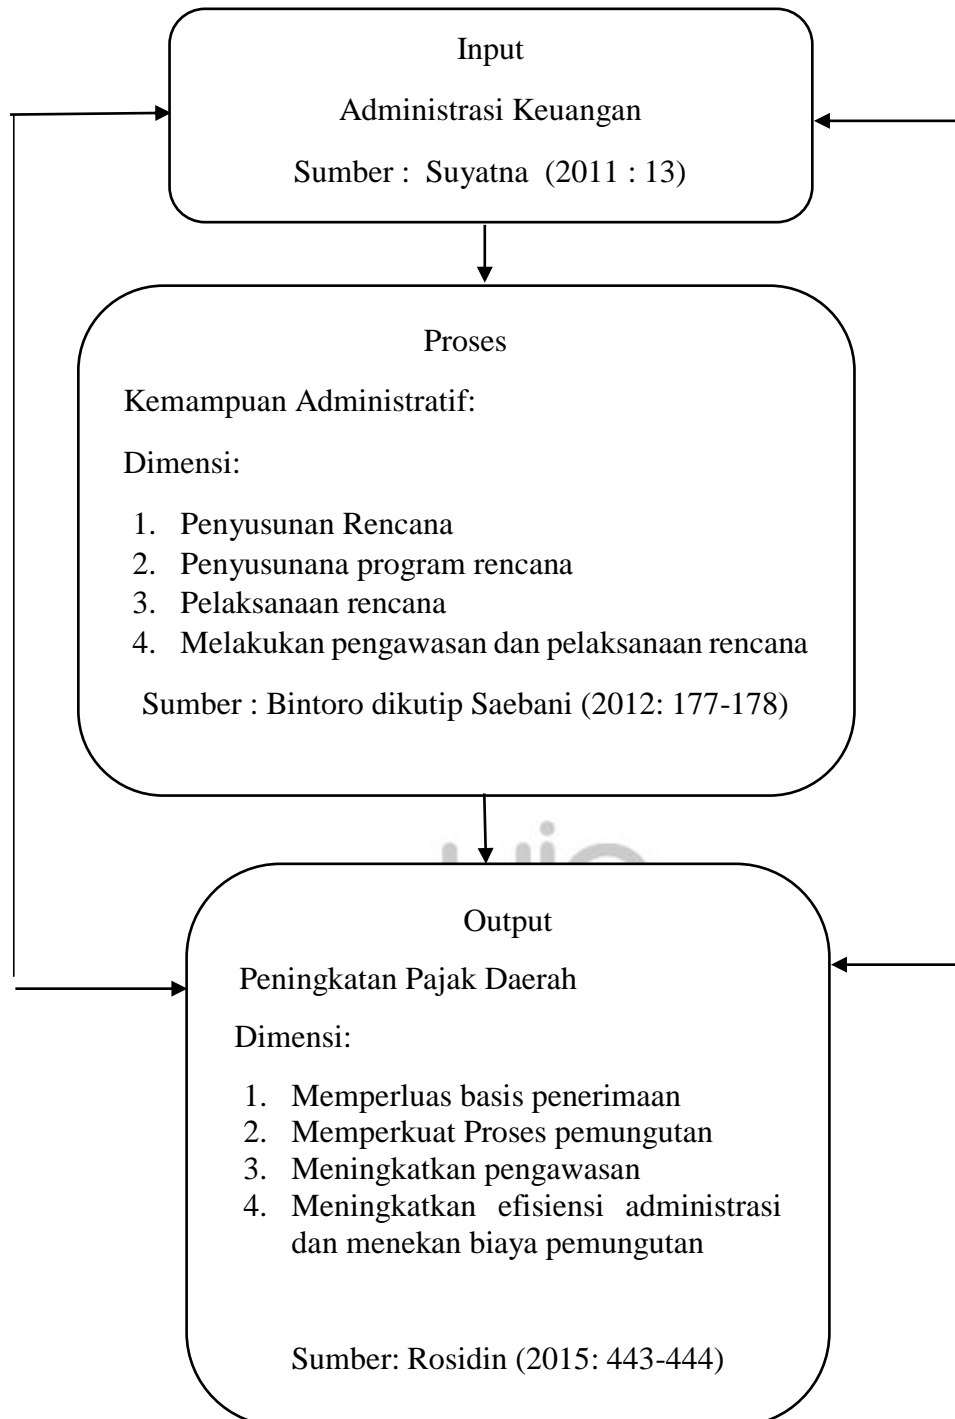 Input
Administrasi Keuangan
Sumber : Suyatna (2011 : 13)
Proses
Kemampuan Administratif:
Dimensi:
1. Penyusunan Rencana
2. Penyusunana program rencana
3. Pelaksanaan rencana
4. Melakukan pengawasan dan pelaksanaan rencana
Sumber : Bintoro dikutip Saebani (2012: 177-178)
Output
Peningkatan Pajak Daerah
Dimensi:
1. Memperluas basis penerimaan
2. Memperkuat Proses pemungutan
3. Meningkatkan pengawasan
4. Meningkatkan efisiensi administrasi
dan menekan biaya pemungutan
Sumber: Rosidin (2015: 443-444)